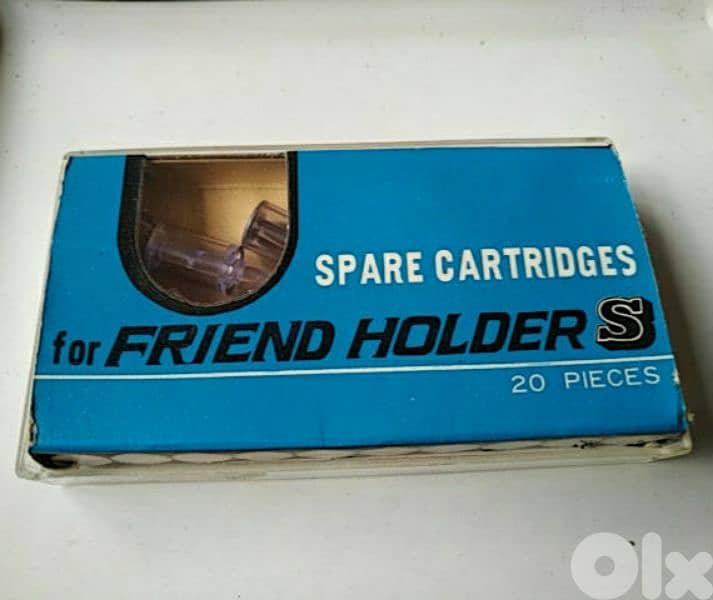 SPARE CARTRIDGES
for FRIEND HOLDER S
20 PIECES
Olx